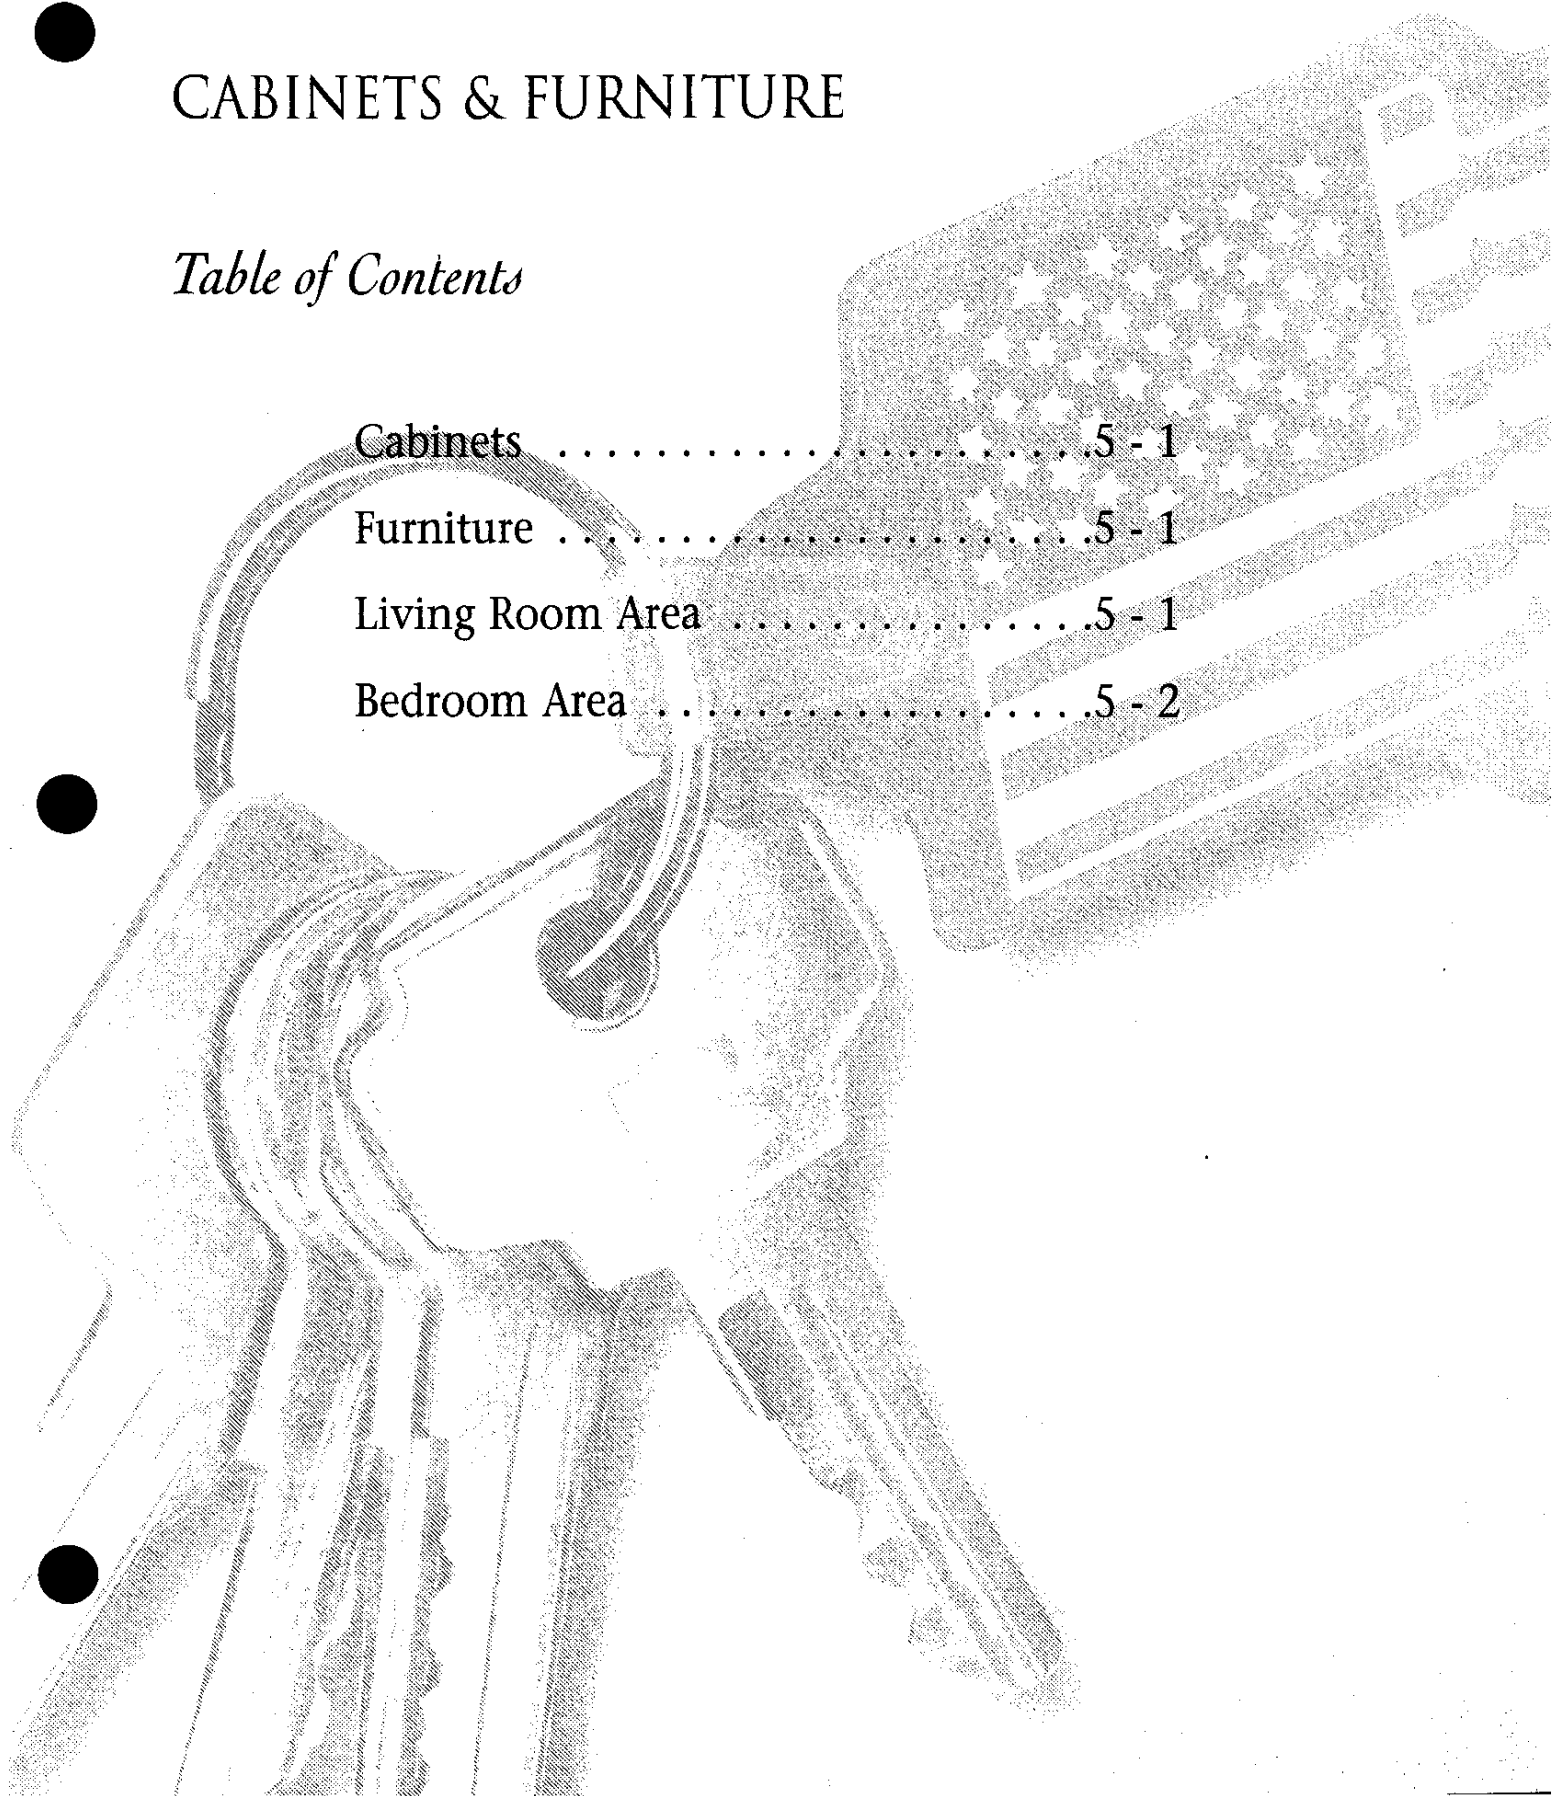 CABINETS & FURNITURE
Table of Contents
Cabinets ......................5 - 1
Furniture ......................5 - 1
Living Room Area ...............5 - 1
Bedroom Area ..................5 - 2